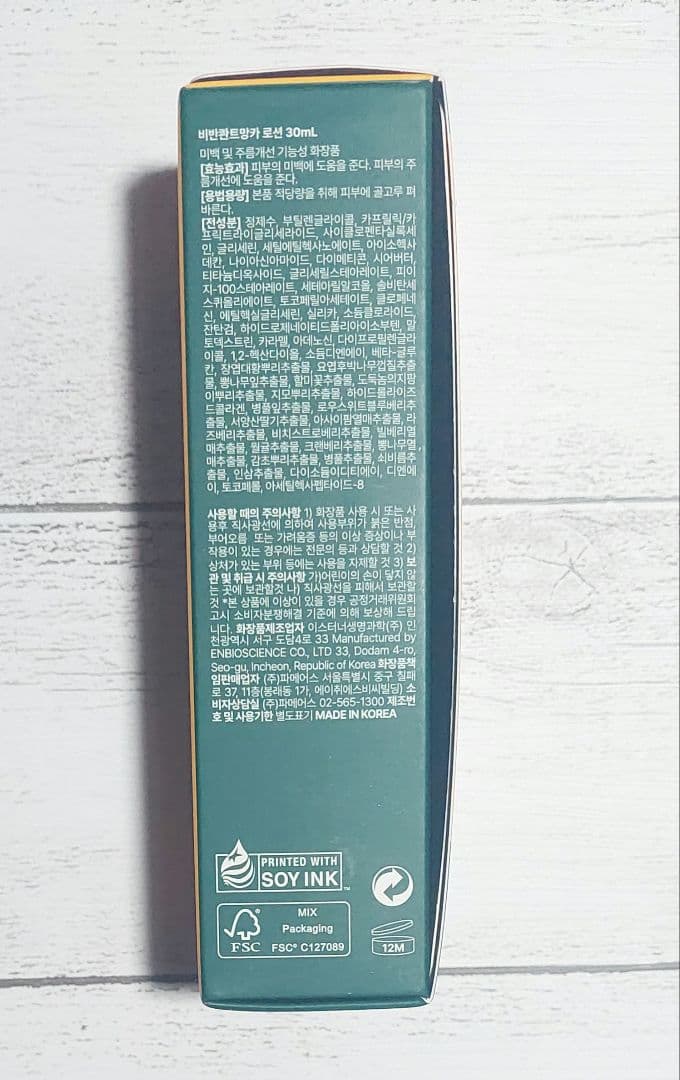 비반콴트망카 로션 30mL
미백 및 주름개선 기능성 화장품
[효능효과] 피부의 미백에 도움을 준다. 피부의 주
름개선에 도움을 준다.
[용법용량] 본품 적당량을 취해 피부에 골고루 펴
바른다.
[전성분] 정제수, 부틸렌글라이콜, 카프릴릭/카
프릭트라이글리세라이드, 사이클로펜타실록세
인, 글리세린, 세틸에틸헥사노에이트, 아이소헥사
데칸, 나이아신아마이드, 다이메티콘, 시어버터,
티타늄디옥사이드, 글리세릴스테아레이트, 피이
지-100스테아레이트, 세테아릴알코올, 솔비탄세
스퀴올리에이트, 토코페릴아세테이트, 클로페네
신, 에틸헥실글리세린, 실리카, 소듐클로라이드,
잔탄검, 하이드로제네이티드폴리아이소부텐, 말
토덱스트린, 카라멜, 아데노신, 다이프로필렌글라
이콜, 1,2-헥산다이올, 소듐디엔에이, 베타-글루
칸, 장엽대황뿌리추출물, 요엽후박나무껍질추출
물, 뽕나무잎추출물, 할미꽃추출물, 도둑놈의지팡
이뿌리추출물, 지모뿌리추출물, 하이드롤라이즈
드콜라겐, 병풀잎추출물, 로우스위트블루베리추
출물, 서양산딸기추출물, 아사이팜열매추출물, 라
즈베리추출물, 비치스트로베리추출물, 빌베리열
매추출물, 월귤추출물, 크랜베리추출물, 뽕나무열
매추출물, 감초뿌리추출물, 병풀추출물, 쇠비름추
출물, 인삼추출물, 다이소듐이디티에이, 디엔에
이, 토코페롤, 아세틸헥사펩타이드-8
사용할 때의 주의사항 1) 화장품 사용 시 또는 사
용후 직사광선에 의하여 사용부위가 붉은 반점,
부어오름 또는 가려움증 등의 이상 증상이나 부
작용이 있는 경우에는 전문의 등과 상담할 것 2)
상처가 있는 부위 등에는 사용을 자제할 것 3) 보
관 및 취급 시 주의사항 가)어린이의 손이 닿지 않
는 곳에 보관할것 나) 직사광선을 피해서 보관할
것 *본 상품에 이상이 있을 경우 공정거래위원회
고시 소비자분쟁해결 기준에 의해 보상해 드립
니다. 화장품제조업자 이스터너생명과학(주) 인
천광역시 서구 도담4로 33 Manufactured by
ENBIOSCIENCE CO., LTD 33, Dodam 4-ro,
Seo-gu, Incheon, Republic of Korea 화장품책
임판매업자 (주)파메어스 서울특별시 중구 칠패
로 37, 11층(봉래동 1가, 에이취에스비씨빌딩) 소
비자상담실 (주)파메어스 02-565-1300 제조번
호 및 사용기한 별도표기 MADE IN KOREA
PRINTED WITH
SOY INK™
MIX
Packaging
FSC
FSC® C127089
12M